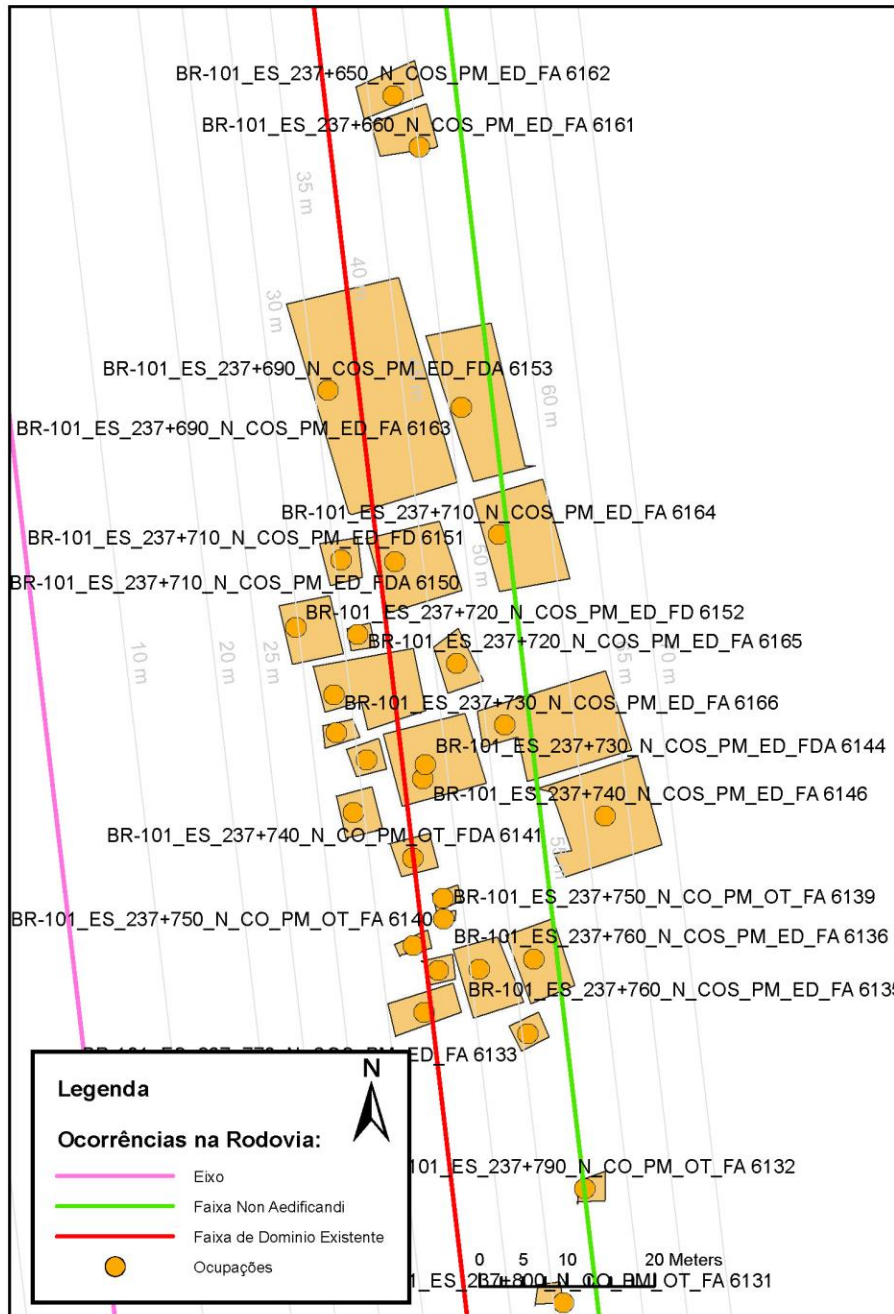 BR-101_ES_237+650_N_COS_PM_ED_FA 6162
BR-101_ES_237+660_N_COS_PM_ED_FA 6161
35 m
40 m
30 m
BR-101_ES_237+690_N_COS_PM_ED_FDA 6153
60 m
BR-101_ES_237+690_N_COS_PM_ED_FA 6163
BR-101_ES_237+710_N_COS_PM_ED_FA 6164
BR-101_ES_237+710_N_COS_PM_ED_FD 6151
50 m
BR-101_ES_237+710_N_COS_PM_ED_FDA 6150
BR-101_ES_237+720_N_COS_PM_ED_FD 6152
BR-101_ES_237+720_N_COS_PM_ED_FA 6165
10 m
20 m
25 m
BR-101_ES_237+730_N_COS_PM_ED_FA 6166
BR-101_ES_237+730_N_COS_PM_ED_FDA 6144
BR-101_ES_237+740_N_COS_PM_ED_FA 6146
BR-101_ES_237+740_N_CO_PM_OT_FDA 6141
55 m
BR-101_ES_237+750_N_CO_PM_OT_FA 6139
BR-101_ES_237+750_N_CO_PM_OT_FA 6140
BR-101_ES_237+760_N_COS_PM_ED_FA 6136
BR-101_ES_237+760_N_COS_PM_ED_FA 6135
ED_FA 6133
N
Legenda
Ocorrências na Rodovia:
Eixo
Faixa Non Aedificandi
Faixa de Dominio Existente
Ocupações
101_ES_237+790_N_CO_PM_OT_FA 6132
0 5 10 20 Meters
1_ES_237+800_N_CO_PM_OT_FA 6131